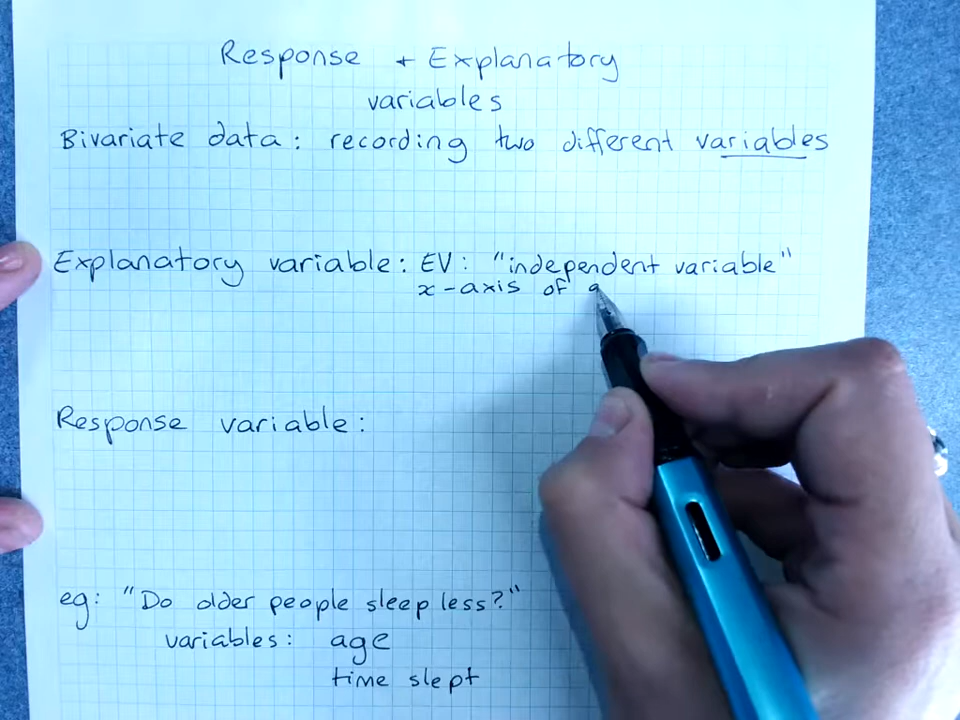 Response + Explanatory
variables
Bivariate data: recording two different variables
Explanatory variable: EV: "independent variable"
x-axis of
Response variable:
eg: "Do older people sleep less?"
variables: age
time slept